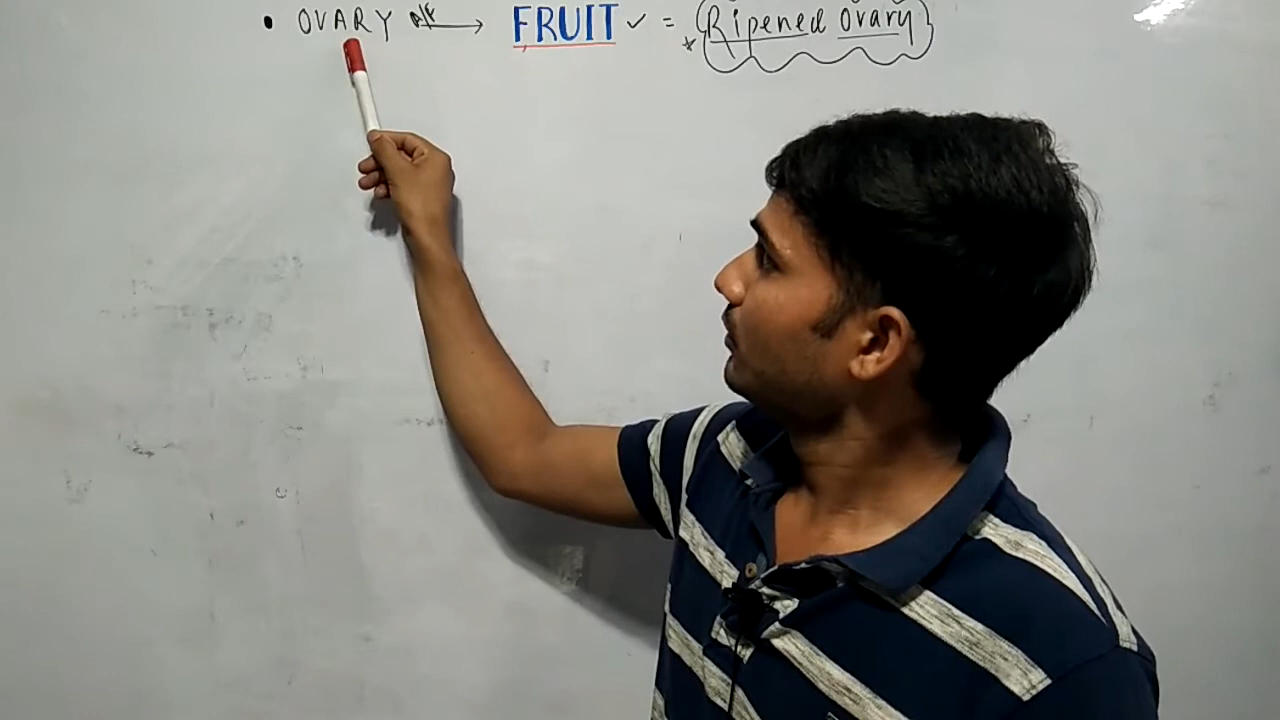 • OVARY A/F → FRUIT ✓ = * (Ripened Ovary)